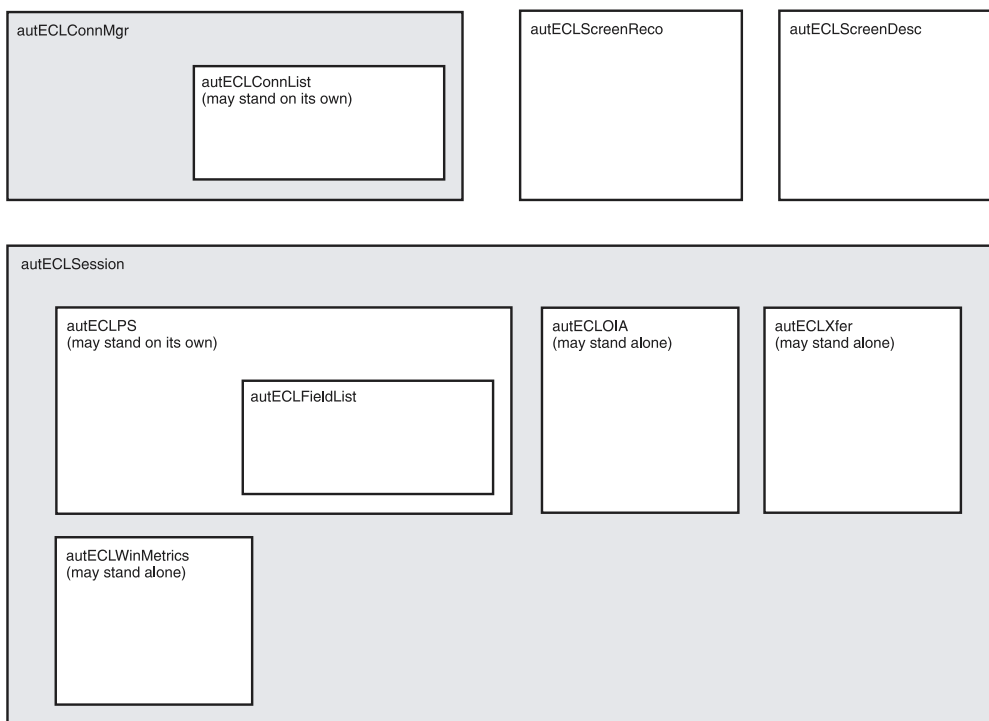 autECLConnMgr
autECLConnList
(may stand on its own)
autECLScreenReco
autECLScreenDesc
autECLSession
autECLPS
(may stand on its own)
autECLFieldList
autECLOIA
(may stand alone)
autECLXfer
(may stand alone)
autECLWinMetrics
(may stand alone)